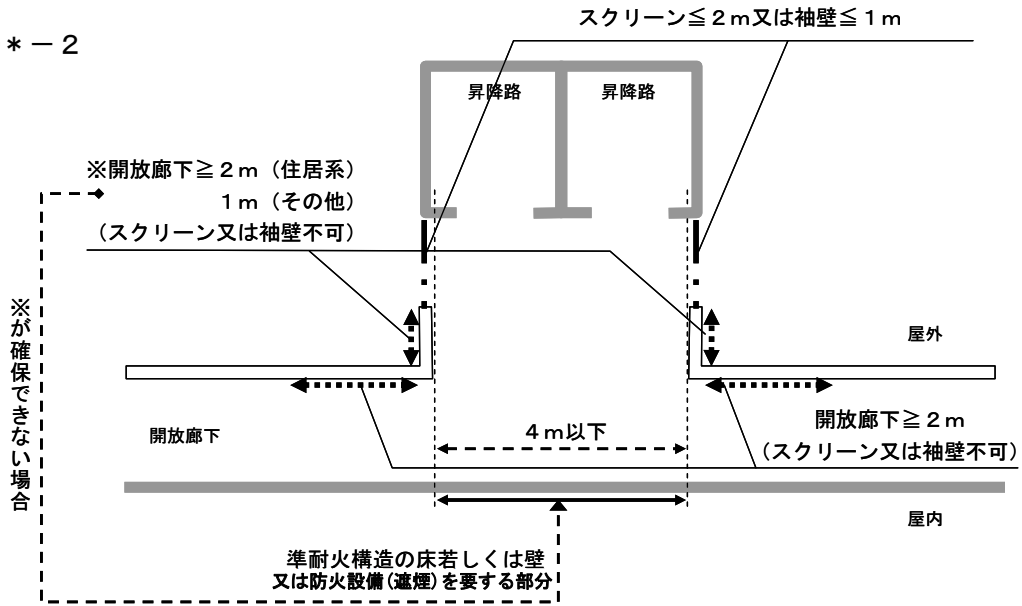 スクリーン≦2m又は袖壁≦1m
*-2
昇降路
昇降路
※開放廊下≧2m(住居系)
1m(その他)
(スクリーン又は袖壁不可)
※が確保できない場合
屋外
開放廊下≧2m
(スクリーン又は袖壁不可)
4m以下
開放廊下
屋内
準耐火構造の床若しくは壁
又は防火設備(遮煙)を要する部分